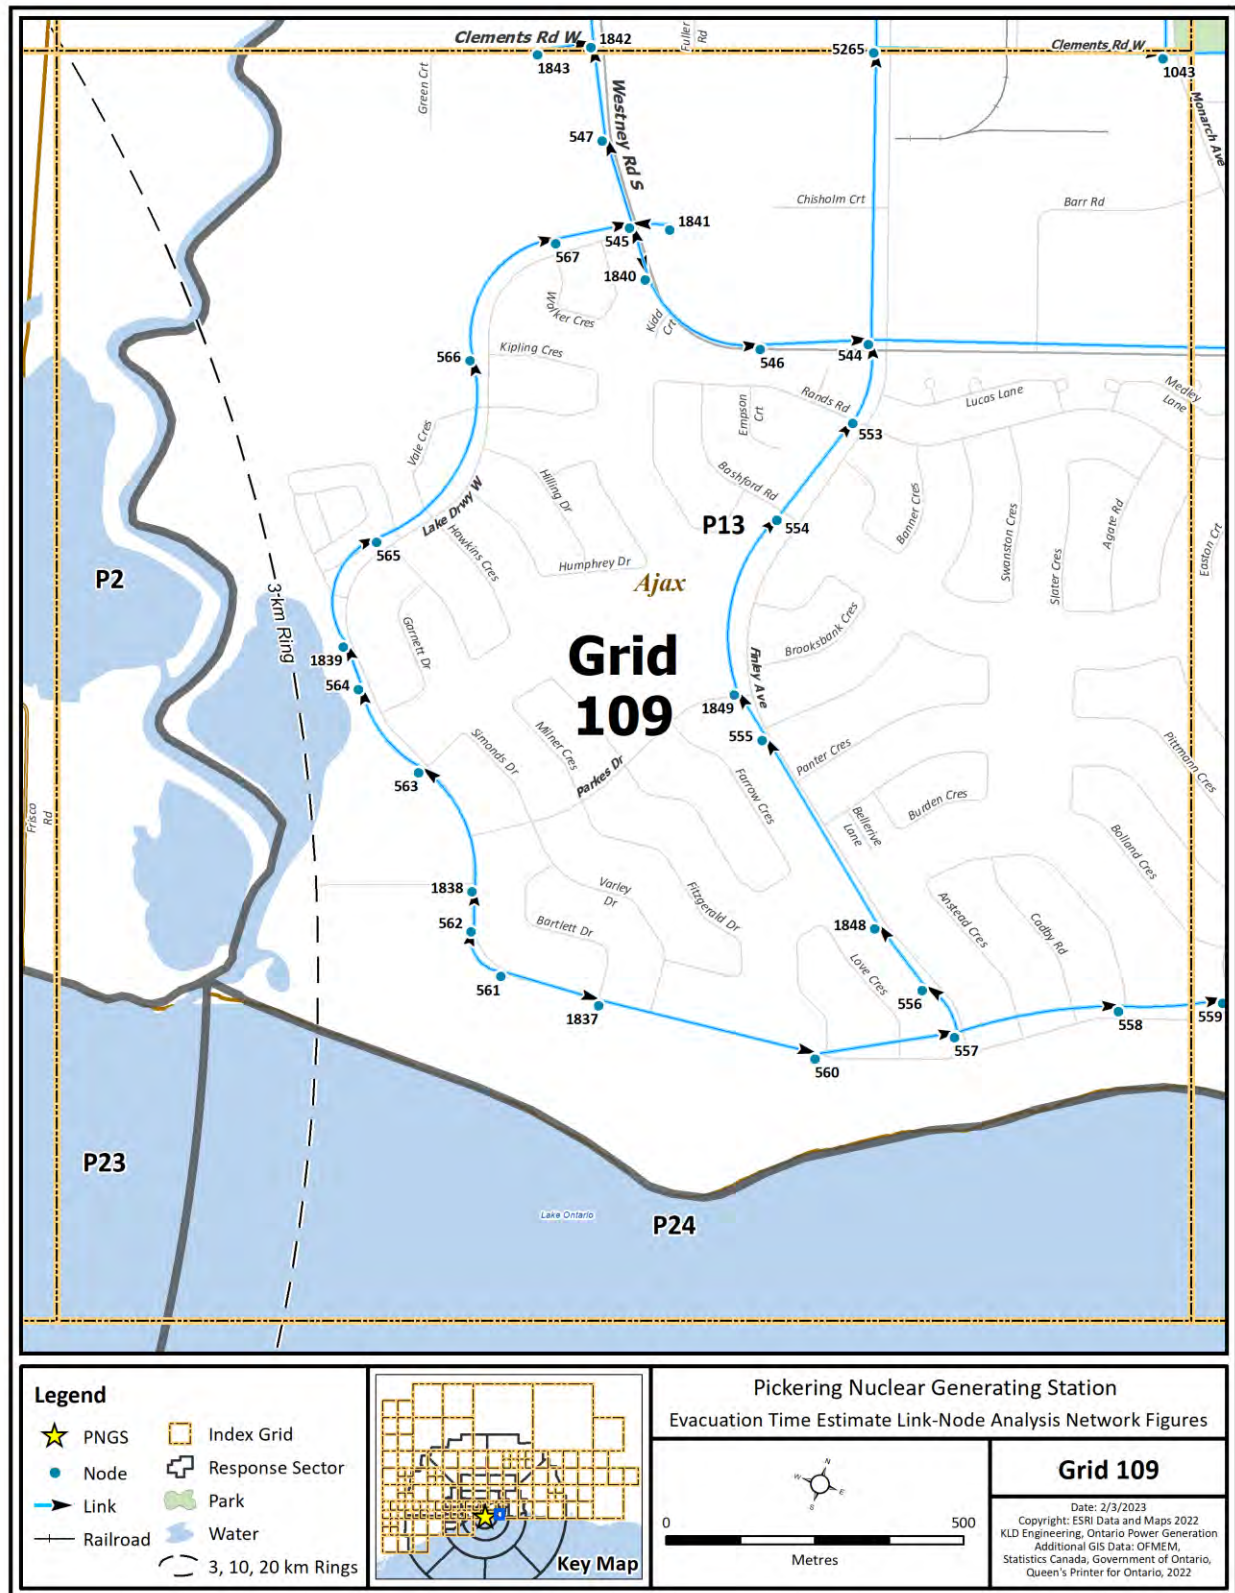 Clements Rd W
1842
1843
Fuller
Rd
5265
Clements Rd W
1043
Green Crt
Westney Rd S
547
Monarch Ave
Chisholm Crt
Barr Rd
1841
545
567
1840
Walker Cres
Kidd
Crt
Kipling Cres
566
546
544
Medley
Lane
Lucas Lane
Rands Rd
Empson
Crt
553
Vale Cres
Bashford Rd
Hilling Dr
Lake Drwy W
P13
554
Banner Cres
Swanston Cres
Agate Rd
Slater Cres
Easton Crt
565
Hawkins Cres
Humphrey Dr
P2
3-km Ring
Ajax
Garnett Dr
Brooksbank Cres
1839
564
Grid
109
Finley Ave
1849
555
Simonds Dr
Milner Cres
Parkes Dr
Panter Cres
Pittmann Cres
563
Farrow Cres
Burden Cres
Bellerive
Lane
Frisco
Rd
Bolland Cres
1838
Varley
Dr
Fitzgerald Dr
Anstead Cres
Cadby Rd
562
Bartlett Dr
1848
Love Cres
561
556
1837
558
559
557
560
P23
Lake Ontario
P24
Legend
PNGS
Node
Link
Railroad
Index Grid
Response Sector
Park
Water
3, 10, 20 km Rings
Key Map
Pickering Nuclear Generating Station
Evacuation Time Estimate Link-Node Analysis Network Figures
N
W
E
S
0
500
Metres
Grid 109
Date: 2/3/2023
Copyright: ESRI Data and Maps 2022
KLD Engineering, Ontario Power Generation
Additional GIS Data: OFMEM,
Statistics Canada, Government of Ontario,
Queen's Printer for Ontario, 2022